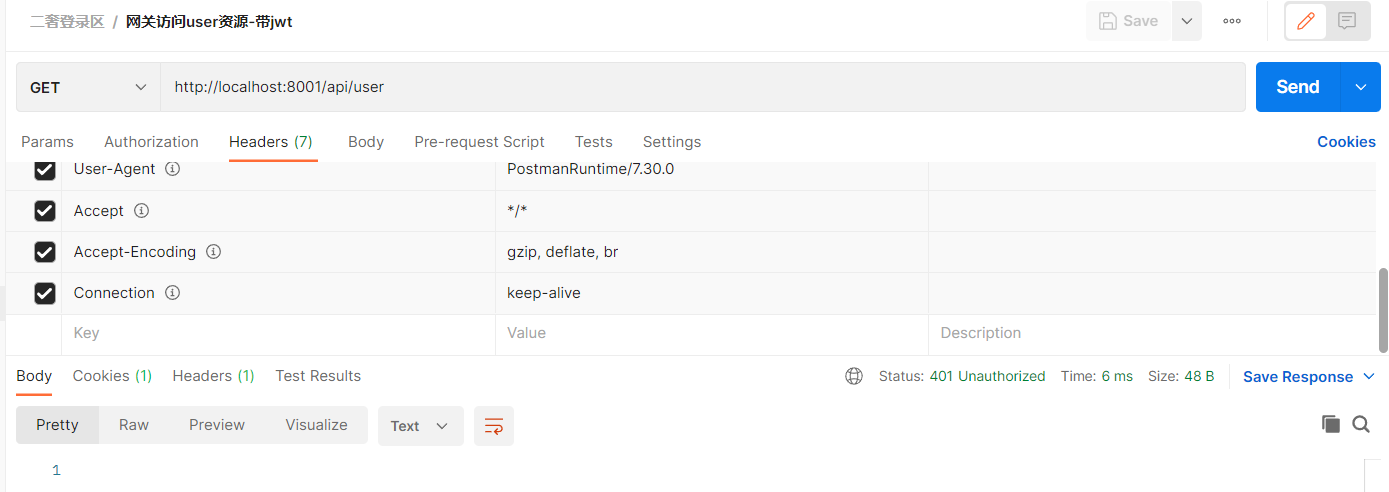 二奢登录区 / 网关访问user资源-带jwt Save
GET http://localhost:8001/api/user Send
Params Authorization Headers (7) Body Pre-request Script Tests Settings Cookies
User-Agent PostmanRuntime/7.30.0
Accept */*
Accept-Encoding gzip, deflate, br
Connection keep-alive
Key Value Description
Body Cookies (1) Headers (1) Test Results Status: 401 Unauthorized Time: 6 ms Size: 48 B Save Response
Pretty Raw Preview Visualize Text
1